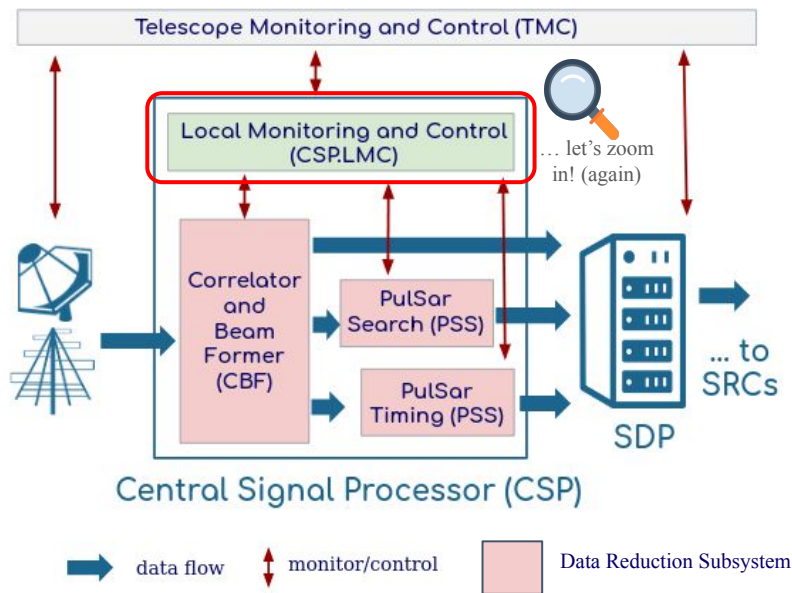 Telescope Monitoring and Control (TMC)
Local Monitoring and Control
(CSP.LMC)
... let's zoom
in! (again)
Correlator
and
Beam
Former
(CBF)
PulSar
Search (PSS)
PulSar
Timing (PSS)
... to
SRCs
SDP
Central Signal Processor (CSP)
data flow
monitor/control
Data Reduction Subsystem